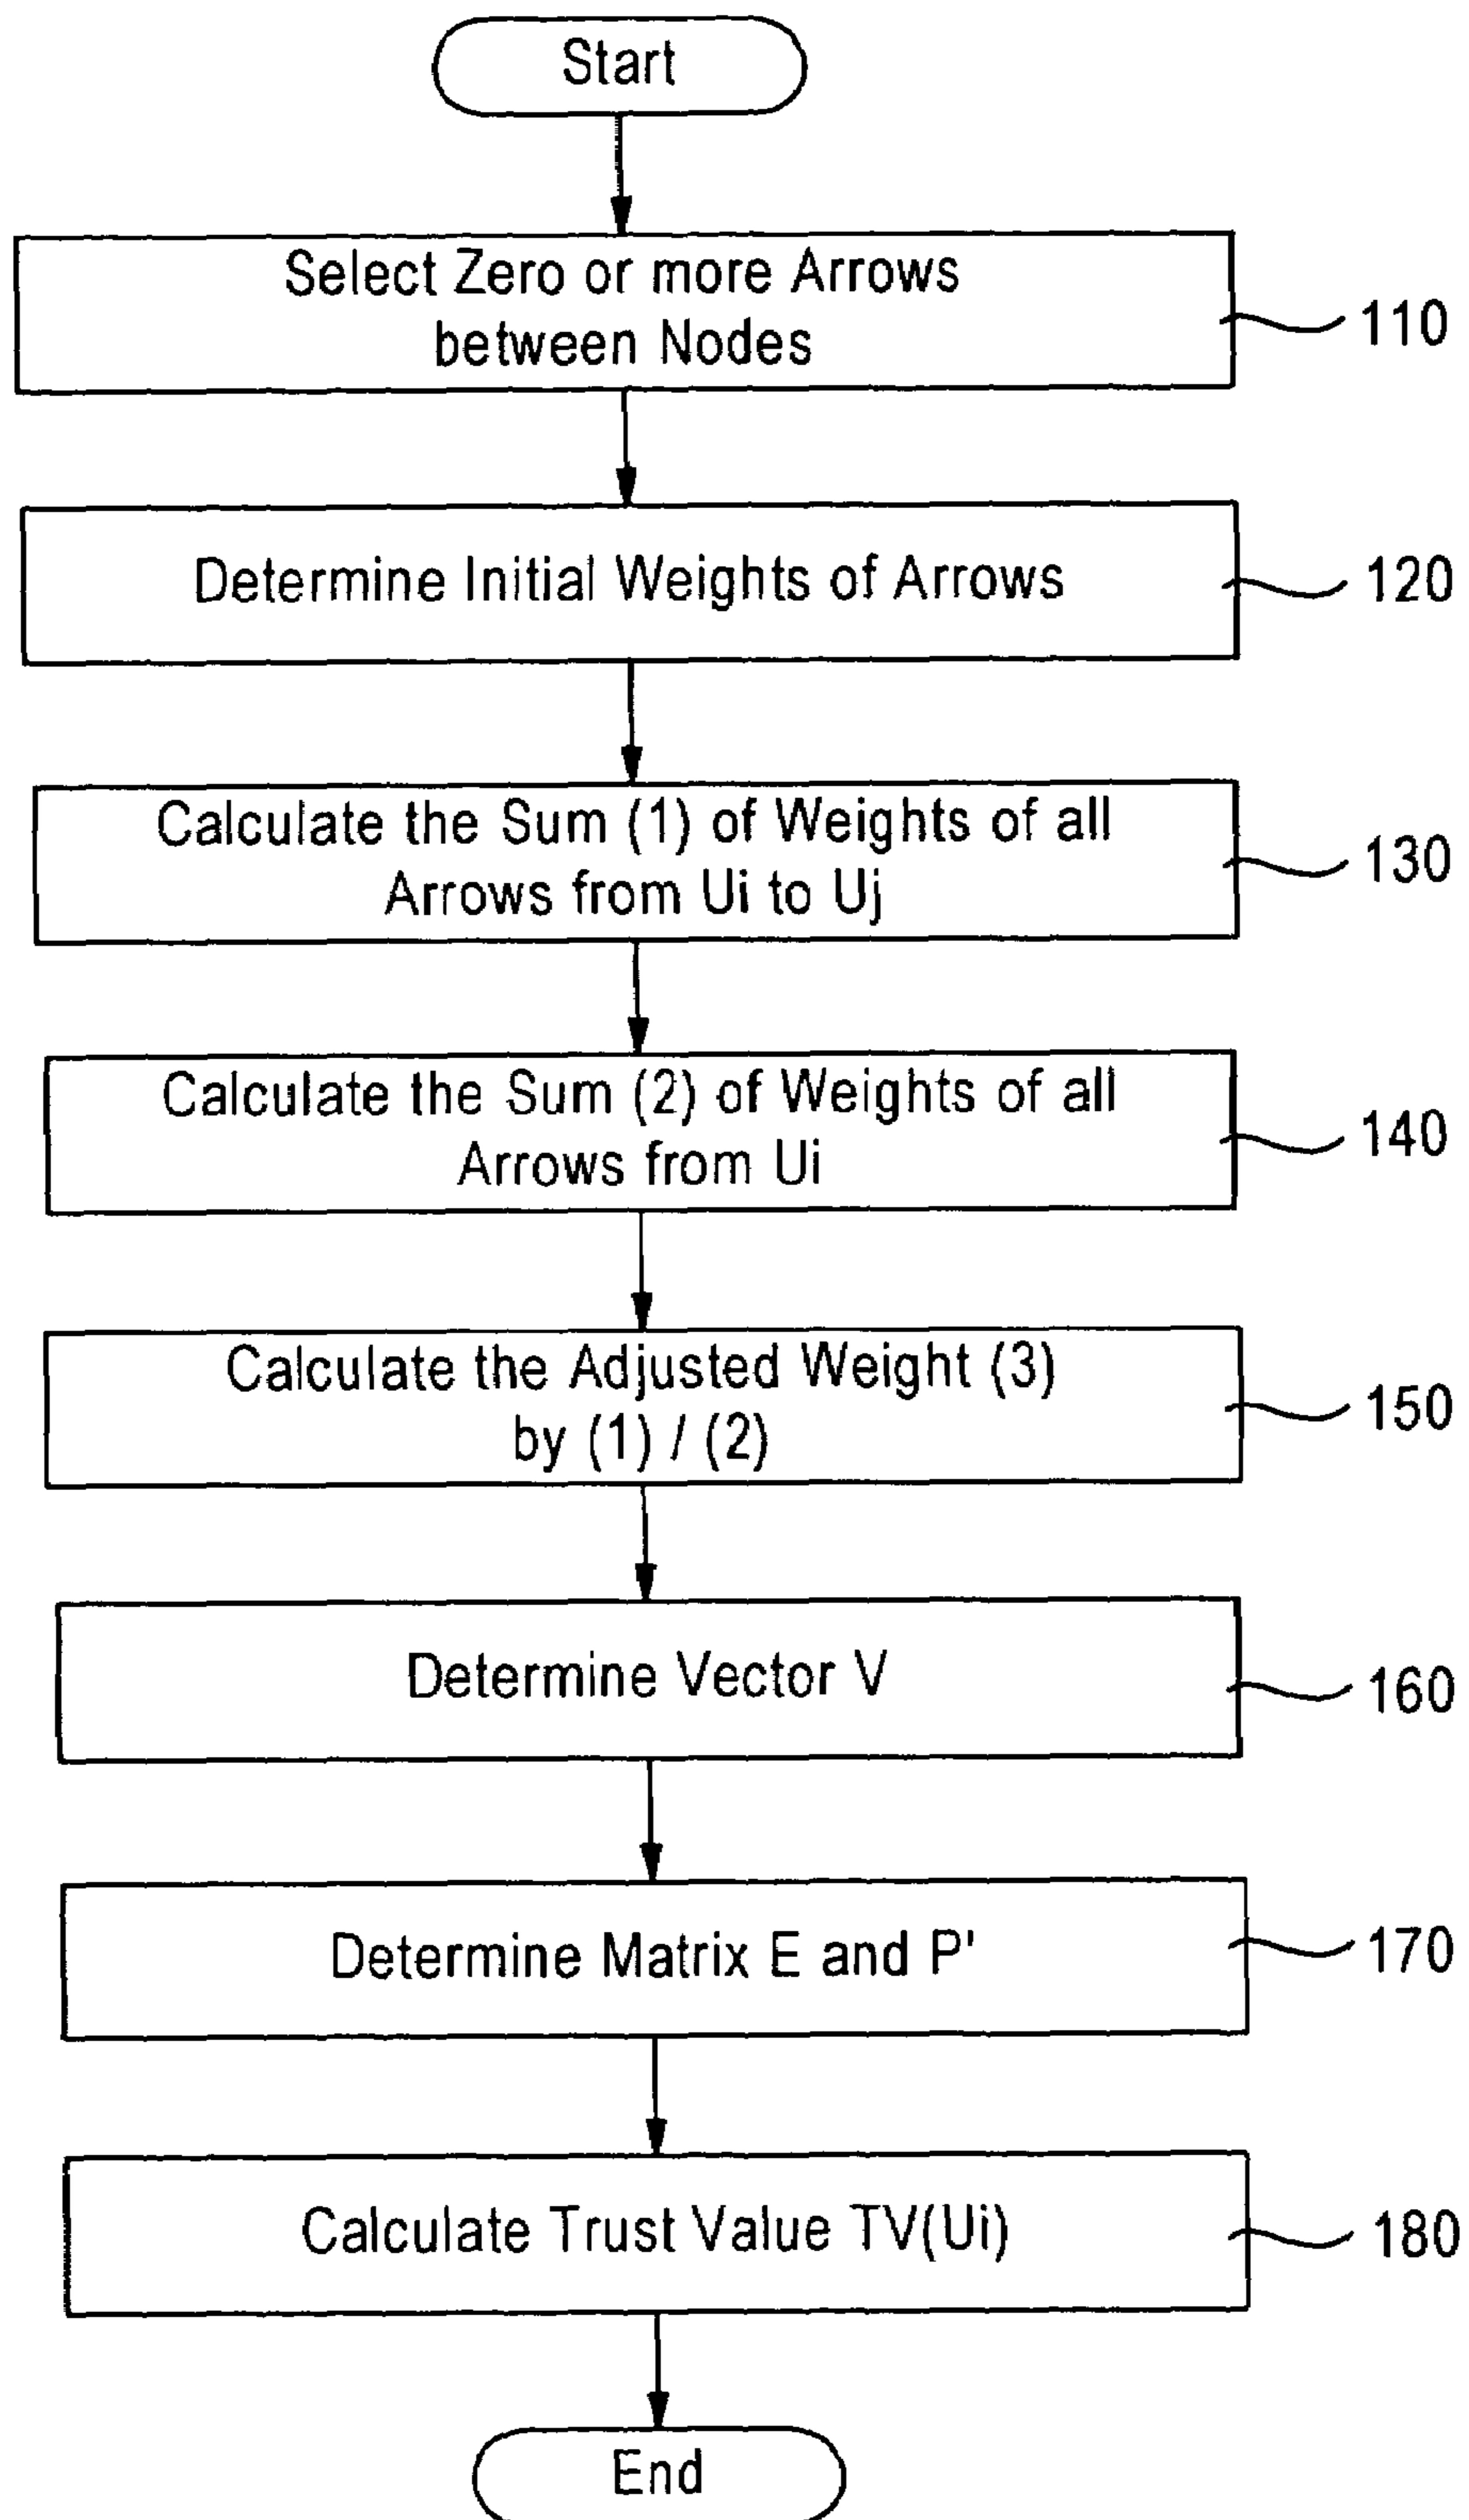 Start
Select Zero or more Arrows
between Nodes
110
Determine Initial Weights of Arrows
120
Calculate the Sum (1) of Weights of all
Arrows from Ui to Uj
130
Calculate the Sum (2) of Weights of all
Arrows from Ui
140
Calculate the Adjusted Weight (3)
by (1) / (2)
150
Determine Vector V
160
Determine Matrix E and P'
170
Calculate Trust Value TV(Ui)
180
End